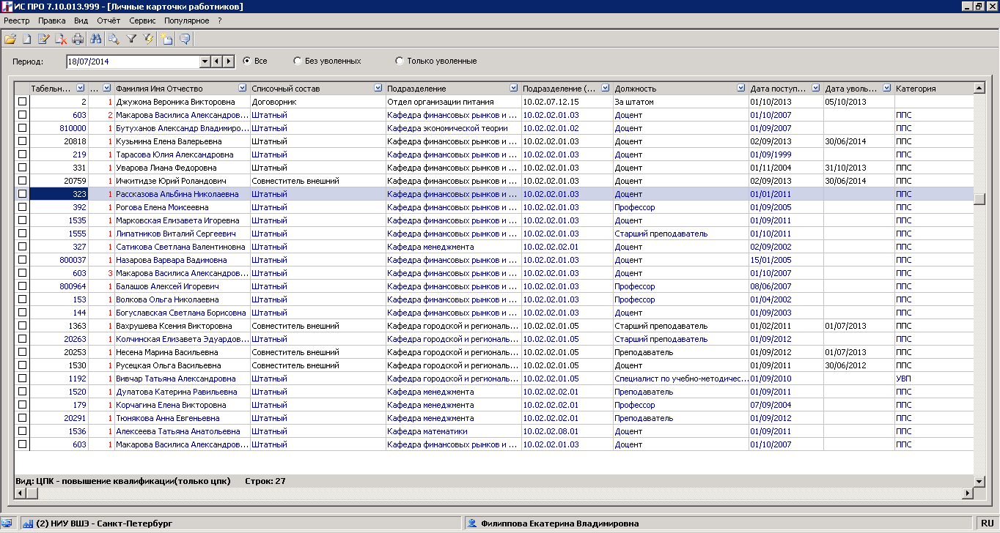 ИС ПРО 7.10.013.999 - [Личные карточки работников]
Реестр Правка Вид Отчёт Сервис Популярное ?
Период: 18/07/2014 Все Без уволенных Только уволенные
Табельн... ... Фамилия Имя Отчество Списочный состав Подразделение Подразделение (... Должность Дата поступ... Дата уволь... Категория
2 1 Джужома Вероника Викторовна Договорник Отдел организации питания 10.02.07.12.15 За штатом 01/10/2013 05/10/2013
603 2 Макарова Василиса Александров... Штатный Кафедра финансовых рынков и ... 10.02.02.01.03 Доцент 01/10/2007 ППС
810000 1 Бутуханов Александр Владимиро... Штатный Кафедра экономической теории 10.02.02.01.02 Доцент 01/09/2007 ППС
20818 1 Кузьмина Елена Валерьевна Штатный Кафедра финансовых рынков и ... 10.02.02.01.03 Доцент 02/09/2013 30/06/2014 ППС
219 1 Тарасова Юлия Александровна Штатный Кафедра финансовых рынков и ... 10.02.02.01.03 Доцент 01/09/1999 ППС
331 1 Уварова Лиана Федоровна Штатный Кафедра финансовых рынков и ... 10.02.02.01.03 Доцент 01/11/2004 31/10/2013 ППС
20759 1 Ичкитидзе Юрий Роландович Совместитель внешний Кафедра финансовых рынков и ... 10.02.02.01.03 Доцент 02/09/2013 30/06/2014 ППС
323 1 Рассказова Альбина Николаевна Штатный Кафедра финансовых рынков и ... 10.02.02.01.03 Доцент 01/01/2011 ППС
392 1 Рогова Елена Моисеевна Штатный Кафедра финансовых рынков и ... 10.02.02.01.03 Профессор 01/09/2005 ППС
1535 1 Марковская Елизавета Игоревна Штатный Кафедра финансовых рынков и ... 10.02.02.01.03 Доцент 01/09/2011 ППС
1555 1 Липатников Виталий Сергеевич Штатный Кафедра финансовых рынков и ... 10.02.02.01.03 Старший преподаватель 01/10/2011 ППС
327 1 Сатикова Светлана Валентиновна Штатный Кафедра менеджмента 10.02.02.02.01 Доцент 02/09/2002 ППС
800037 1 Назарова Варвара Вадимовна Штатный Кафедра финансовых рынков и ... 10.02.02.01.03 Доцент 15/01/2005 ППС
603 3 Макарова Василиса Александров... Штатный Кафедра финансовых рынков и ... 10.02.02.01.03 Доцент 01/10/2007 ППС
800964 1 Балашов Алексей Игоревич Штатный Кафедра финансовых рынков и ... 10.02.02.01.03 Профессор 08/06/2007 ППС
153 1 Волкова Ольга Николаевна Штатный Кафедра финансовых рынков и ... 10.02.02.01.03 Профессор 01/04/2002 ППС
144 1 Богуславская Светлана Борисовна Штатный Кафедра финансовых рынков и ... 10.02.02.01.03 Доцент 01/09/2003 ППС
1363 1 Вахрушева Ксения Викторовна Совместитель внешний Кафедра городской и региональ... 10.02.02.01.05 Старший преподаватель 01/02/2011 01/07/2013 ППС
20263 1 Колчинская Елизавета Эдуардов... Штатный Кафедра городской и региональ... 10.02.02.01.05 Старший преподаватель 01/09/2012 ППС
20253 1 Несена Марина Васильевна Совместитель внешний Кафедра городской и региональ... 10.02.02.01.05 Преподаватель 01/09/2012 01/07/2013 ППС
1530 1 Русецкая Ольга Васильевна Совместитель внешний Кафедра городской и региональ... 10.02.02.01.05 Доцент 01/09/2011 30/06/2012 ППС
1192 1 Вивчар Татьяна Александровна Штатный Кафедра городской и региональ... 10.02.02.01.05 Специалист по учебно-методичес... 01/09/2010 УВП
1520 1 Дулатова Катерина Равильевна Штатный Кафедра менеджмента 10.02.02.02.01 Преподаватель 01/09/2011 ППС
179 1 Корчагина Елена Викторовна Штатный Кафедра менеджмента 10.02.02.02.01 Профессор 07/09/2004 ППС
20291 1 Тюнякова Анна Евгеньевна Штатный Кафедра менеджмента 10.02.02.02.01 Преподаватель 01/09/2012 ППС
1536 1 Алексеева Татьяна Анатольевна Штатный Кафедра математики 10.02.02.08.01 Доцент 01/09/2011 ППС
603 1 Макарова Василиса Александров... Штатный Кафедра финансовых рынков и ... 10.02.02.01.03 Доцент 01/10/2007 ППС
Вид: ЦПК - повышение квалификации(только цпк) Строк: 27
(2) НИУ ВШЭ - Санкт-Петербург Филиппова Екатерина Владимировна RU